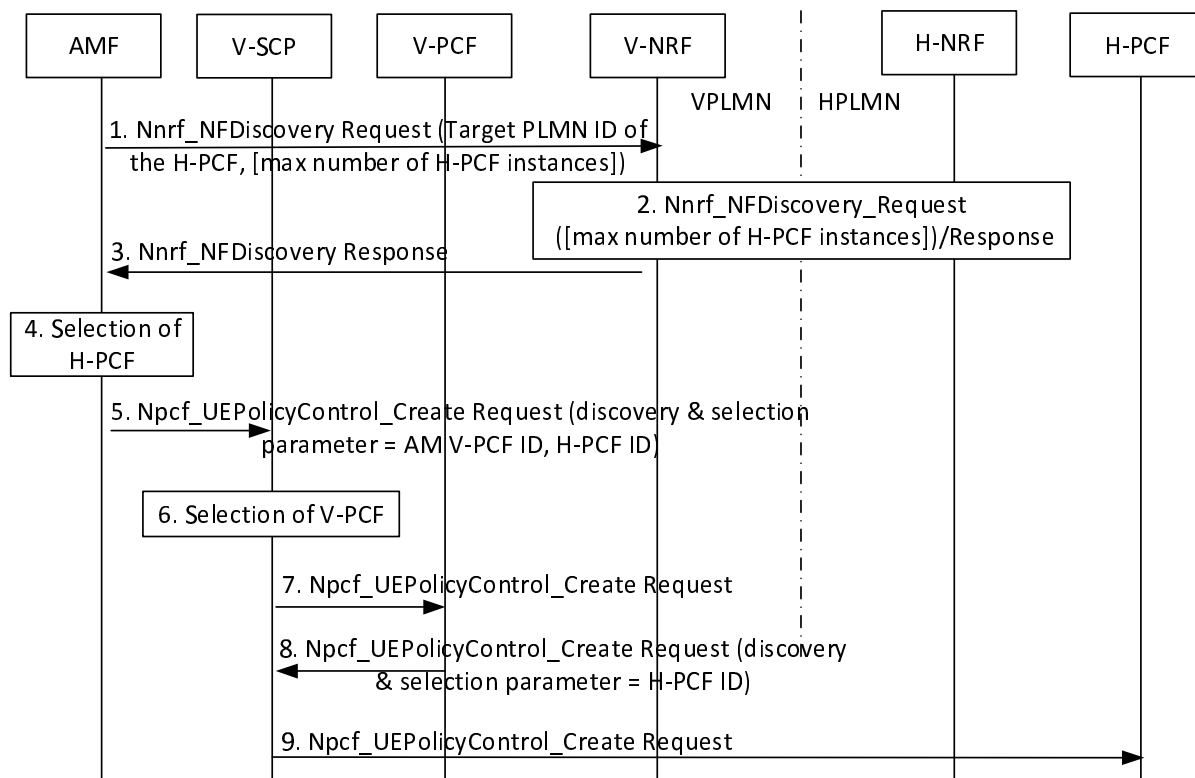 AMF
V-SCP
V-PCF
V-NRF
H-NRF
H-PCF
VPLMN
HPLMN
1. Nnrf_NFDiscovery Request (Target PLMN ID of
the H-PCF, [max number of H-PCF instances])
2. Nnrf_NFDiscovery_Request
([max number of H-PCF instances])/Response
3. Nnrf_NFDiscovery Response
4. Selection of
H-PCF
5. Npcf_UEPolicyControl_Create Request (discovery & selection
parameter = AM V-PCF ID, H-PCF ID)
6. Selection of V-PCF
7. Npcf_UEPolicyControl_Create Request
8. Npcf_UEPolicyControl_Create Request (discovery
& selection parameter = H-PCF ID)
9. Npcf_UEPolicyControl_Create Request